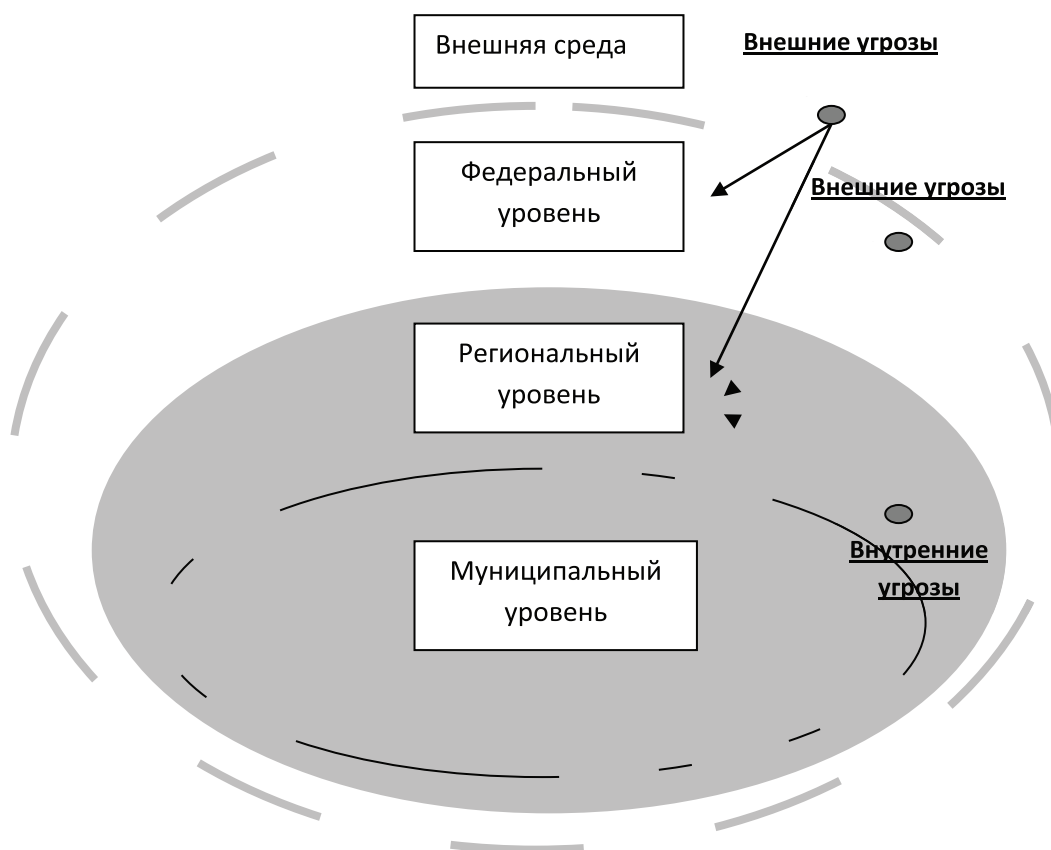 Внешняя среда
Внешние угрозы
Федеральный
уровень
Внешние угрозы
Региональный
уровень
Внутренние
угрозы
Муниципальный
уровень